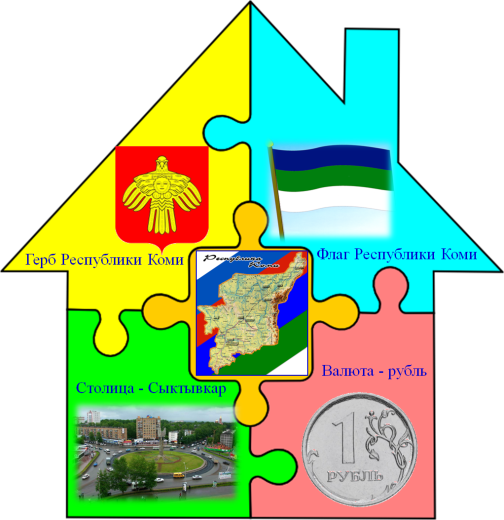 Герб Республики Коми
Флаг Республики Коми
Республика
Коми
Столица - Сыктывкар
Валюта - рубль
1
РУБЛЬ